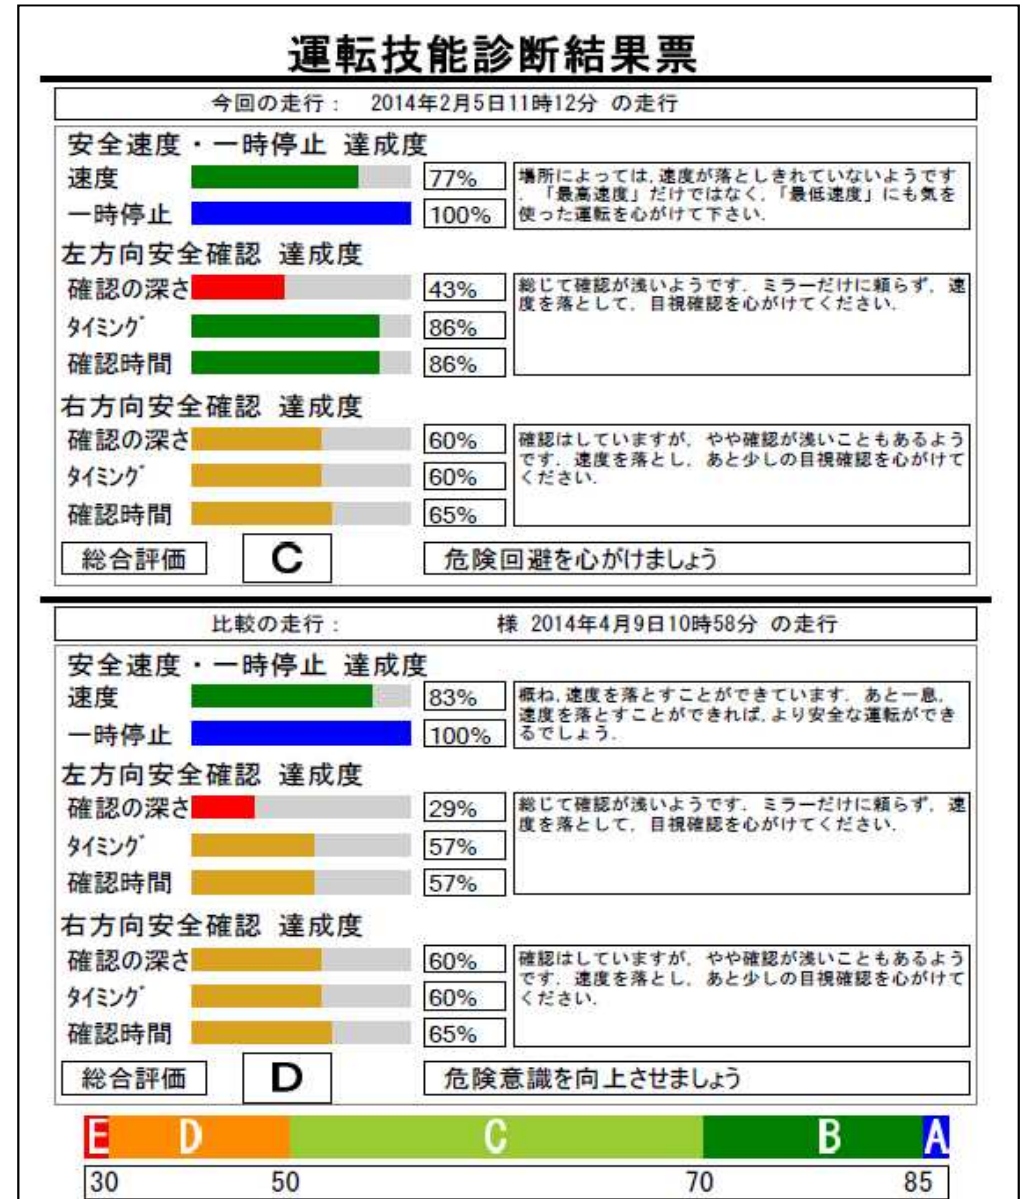 運転技能診断結果票
今回の走行： 2014年2月5日11時12分 の走行
安全速度・一時停止 達成度
速度 77% 場所によっては，速度が落としきれていないようです
．「最高速度」だけではなく，「最低速度」にも気を
一時停止 100% 使った運転を心がけて下さい．
左方向安全確認 達成度
確認の深さ 43% 総じて確認が浅いようです． ミラーだけに頼らず， 速
度を落として， 目視確認を心がけてください．
ﾀｲﾐﾝｸﾞ 86%
確認時間 86%
右方向安全確認 達成度
確認の深さ 60% 確認はしていますが， やや確認が浅いこともあるよう
です． 速度を落とし， あと少しの目視確認を心がけて
ﾀｲﾐﾝｸﾞ 60% ください．
確認時間 65%
総合評価 C 危険回避を心がけましょう
比較の走行： 様 2014年4月9日10時58分 の走行
安全速度・一時停止 達成度
速度 83% 概ね，速度を落とすことができています． あと一息，
速度を落とすことができれば，より安全な運転ができ
一時停止 100% るでしょう．
左方向安全確認 達成度
確認の深さ 29% 総じて確認が浅いようです． ミラーだけに頼らず， 速
度を落として， 目視確認を心がけてください．
ﾀｲﾐﾝｸﾞ 57%
確認時間 57%
右方向安全確認 達成度
確認の深さ 60% 確認はしていますが， やや確認が浅いこともあるよう
です． 速度を落とし， あと少しの目視確認を心がけて
ﾀｲﾐﾝｸﾞ 60% ください．
確認時間 65%
総合評価 D 危険意識を向上させましょう
E D C B A
30 50 70 85